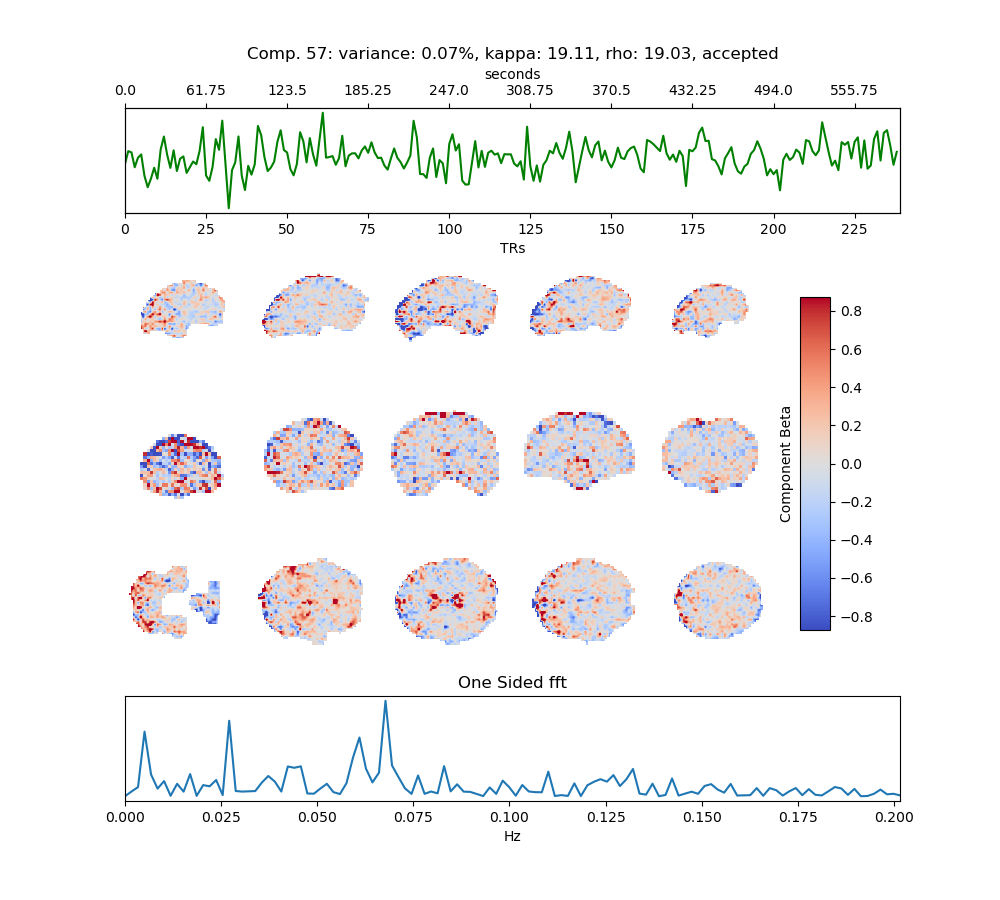 Comp. 57: variance: 0.07%, kappa: 19.11, rho: 19.03, accepted
seconds
0.0 61.75 123.5 185.25 247.0 308.75 370.5 432.25 494.0 555.75
0 25 50 75 100 125 150 175 200 225
TRs
0.8
0.6
0.4
0.2
0.0
−0.2
−0.4
−0.6
−0.8
Component Beta
One Sided fft
0.000 0.025 0.050 0.075 0.100 0.125 0.150 0.175 0.200
Hz